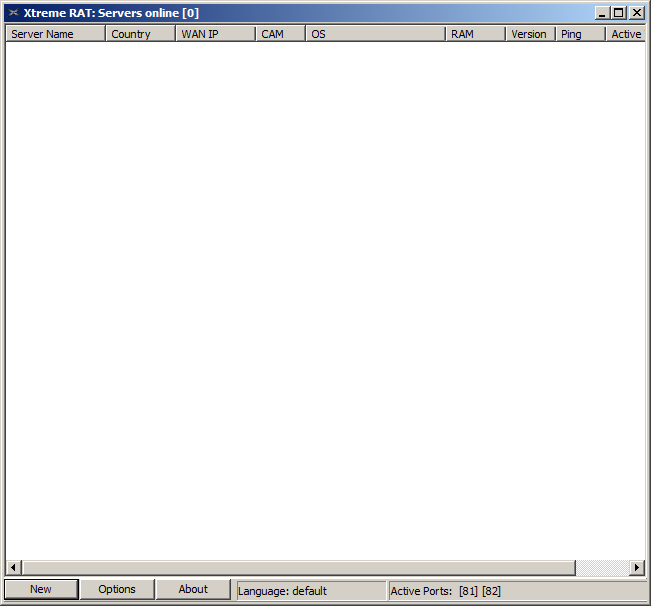 Xtreme RAT: Servers online [0]
Server Name Country WAN IP CAM OS RAM Version Ping Active
New Options About Language: default Active Ports: [81] [82]